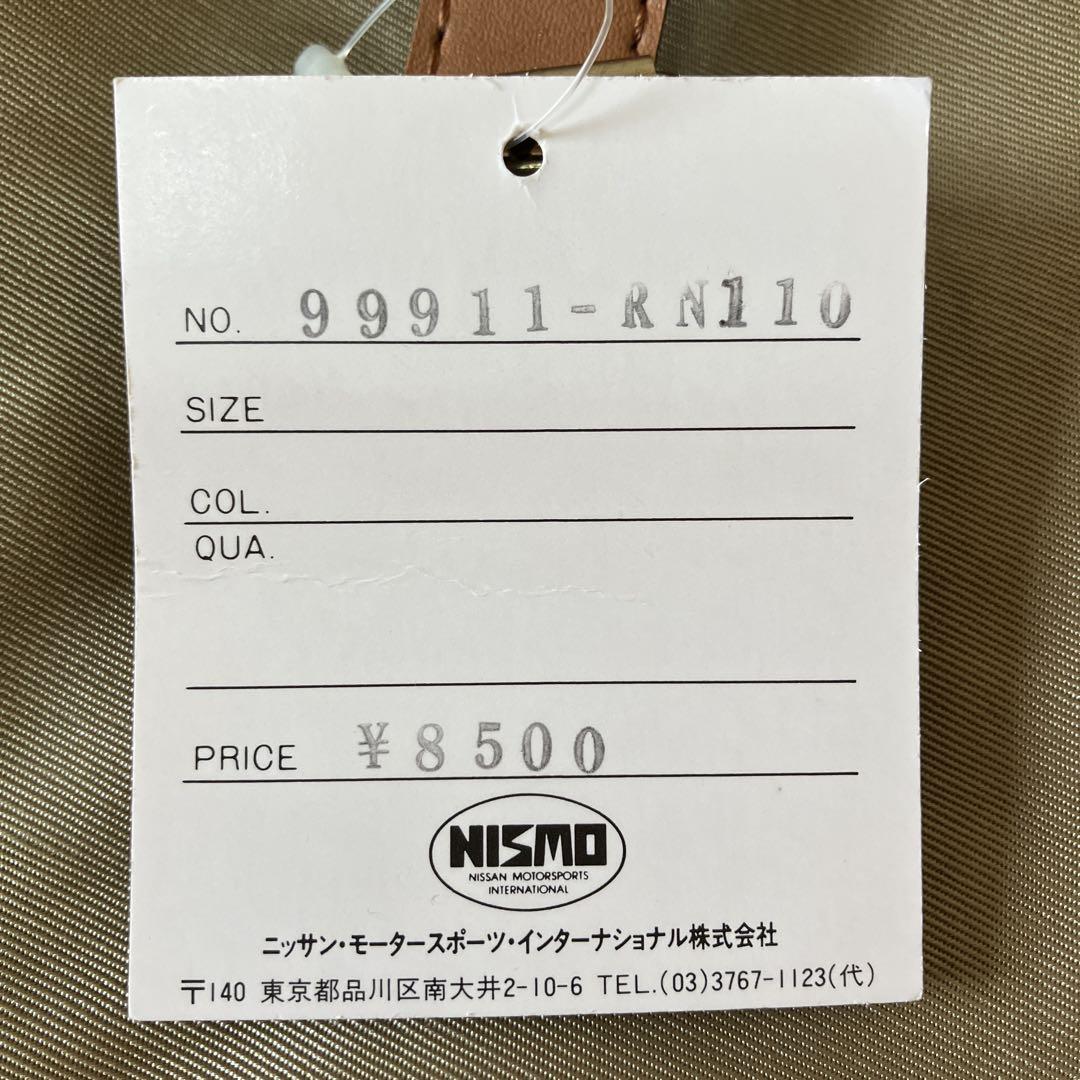 NO. 99911-RN110
SIZE
COL.
QUA.
PRICE ¥8500
NISMO
NISSAN MOTORSPORTS
INTERNATIONAL
ニッサン・モータースポーツ・インターナショナル株式会社
〒140 東京都品川区南大井2-10-6 TEL.(03)3767-1123(代)